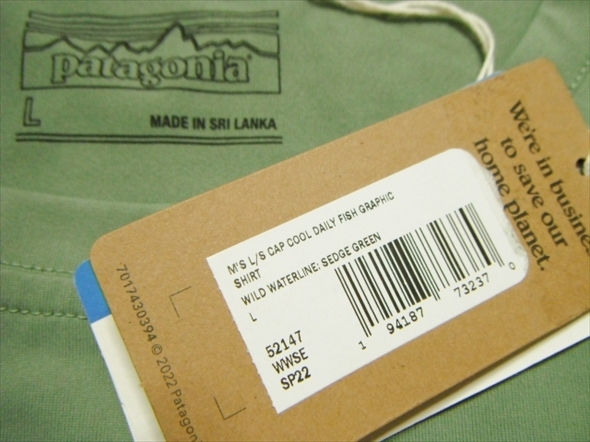 patagonia
L
MADE IN SRI LANKA
We're in busine
to save our
home planet.
M'S L/S CAP COOL DAILY FISH GRAPHIC
SHIRT
WILD WATERLINE: SEDGE GREEN
L
52147
WWSE
SP22
1 94187 73237 0
7017430394 © 2022 Patagon